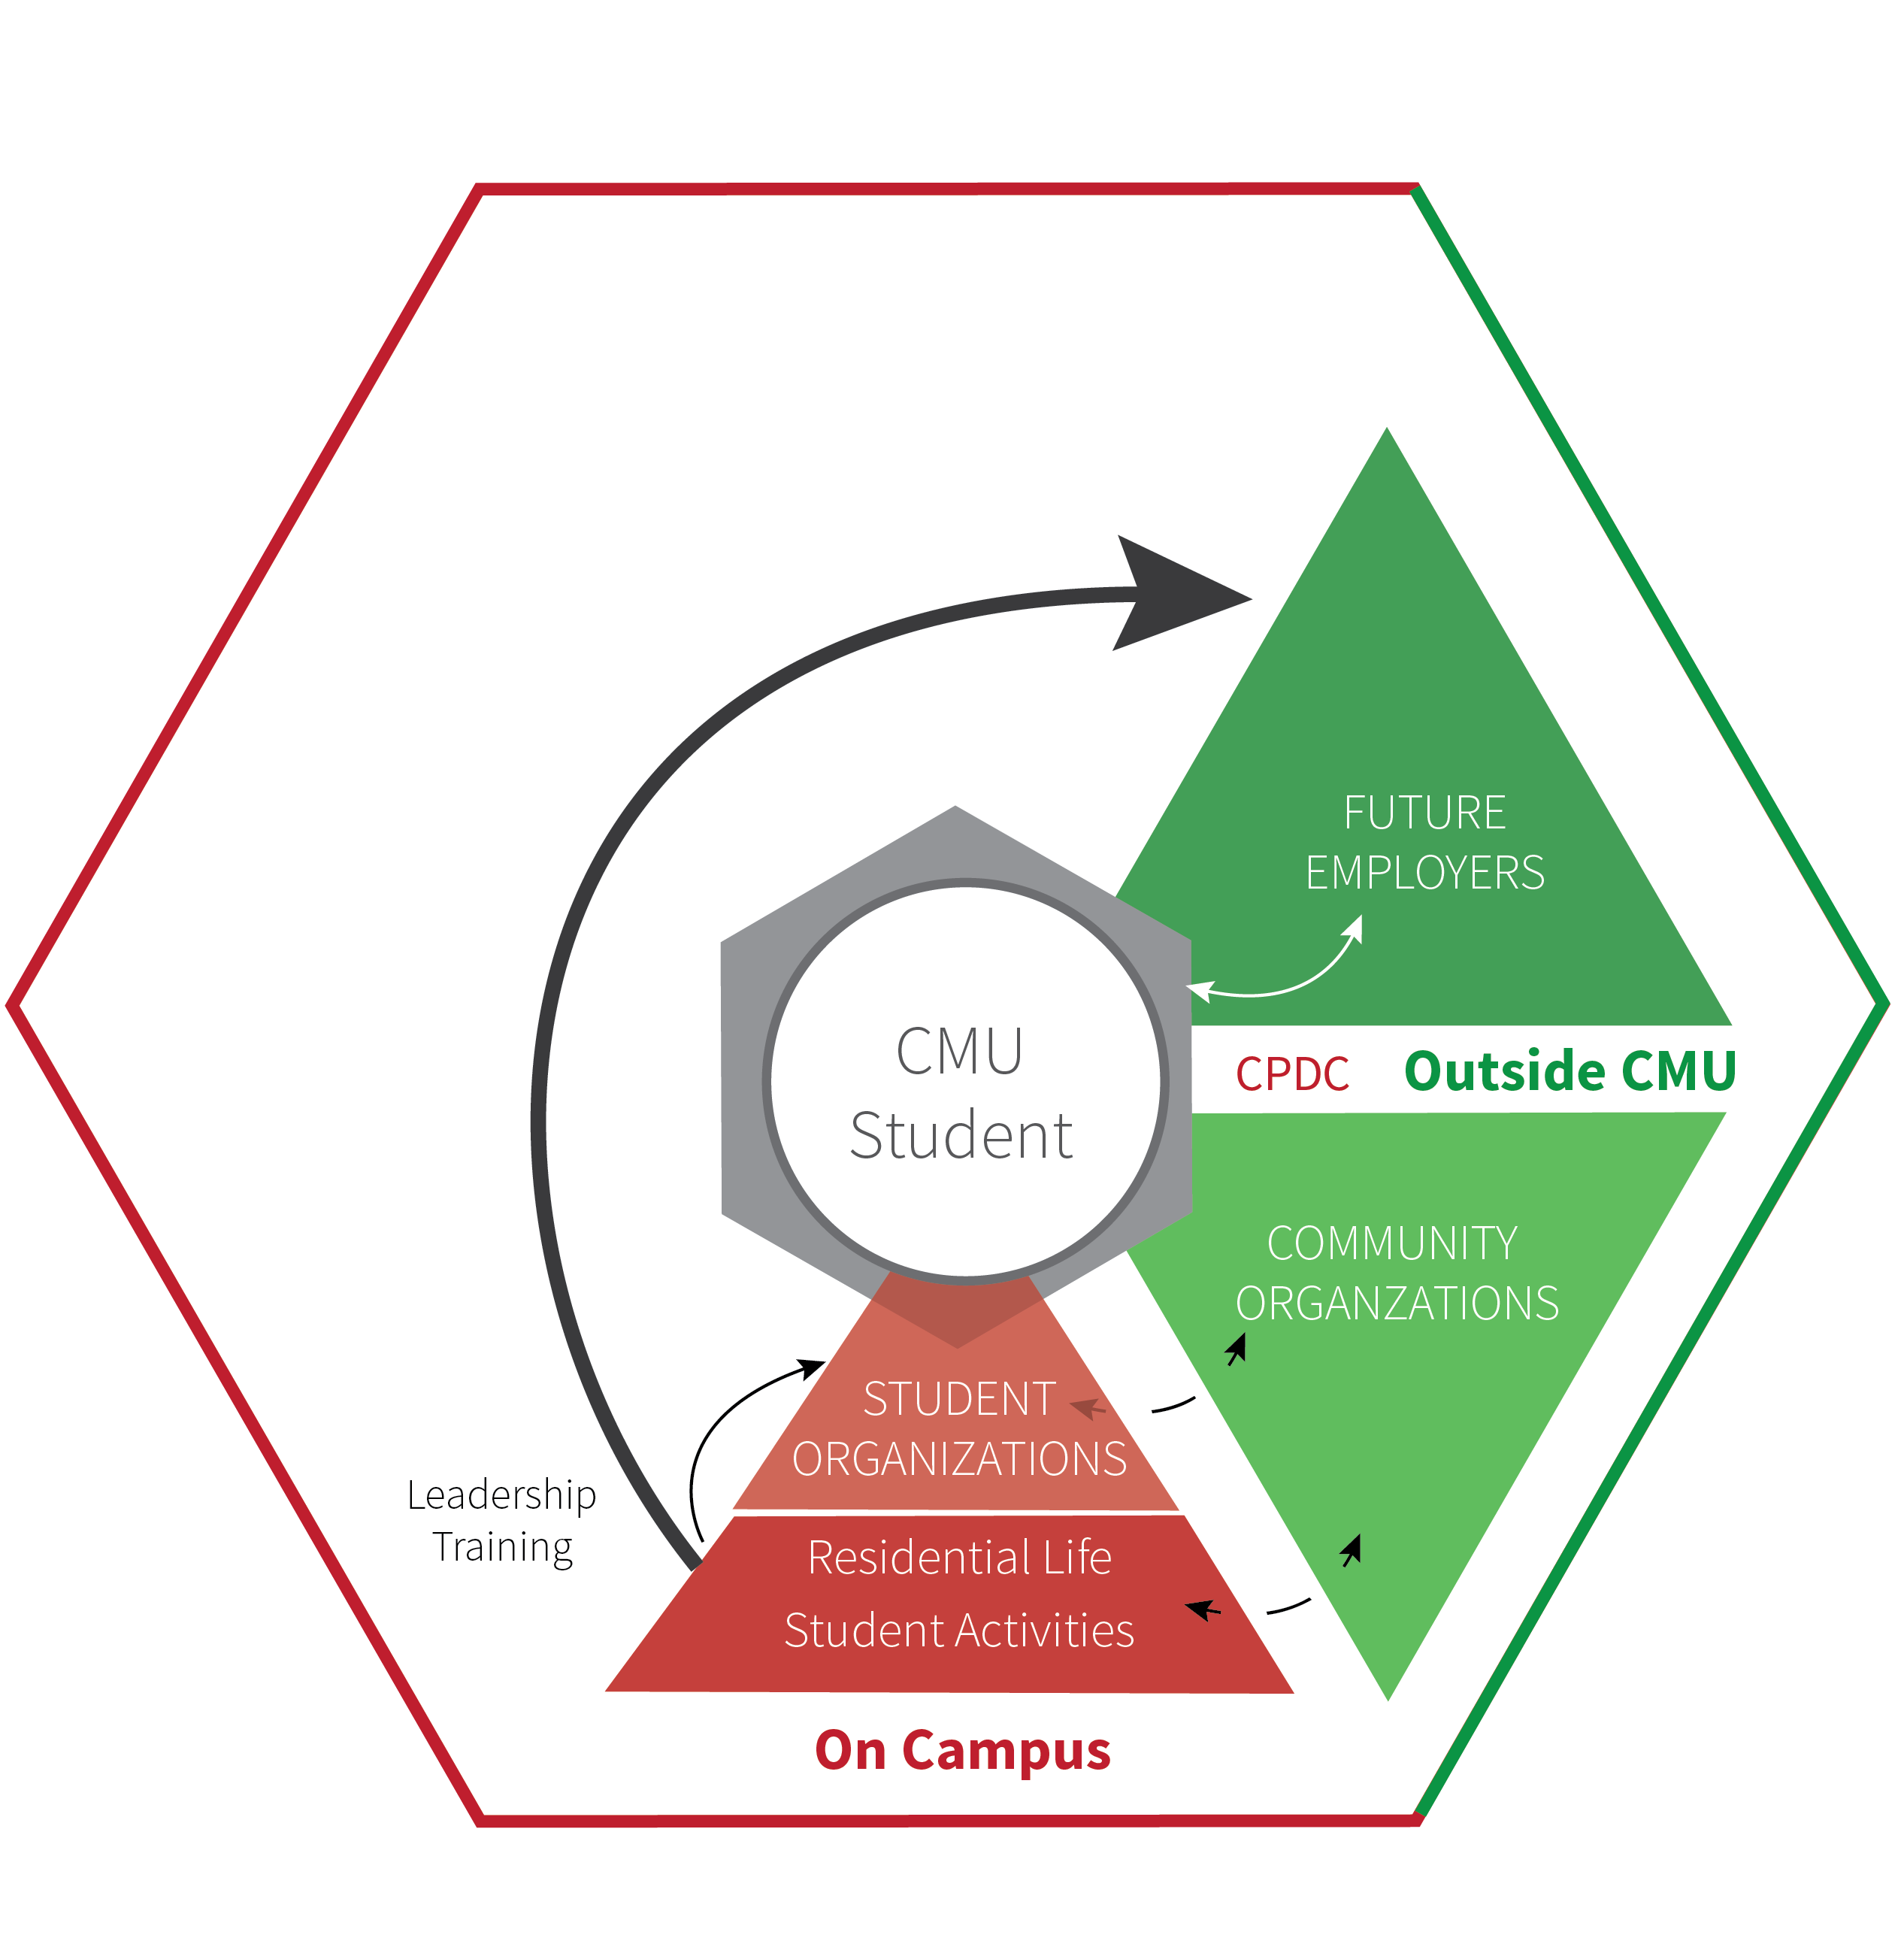 FUTURE
EMPLOYERS
CMU
Student
CPDC
Outside CMU
COMMUNITY
ORGANZATIONS
STUDENT
ORGANIZATIONS
Leadership
Training
Residential Life
Student Activities
On Campus